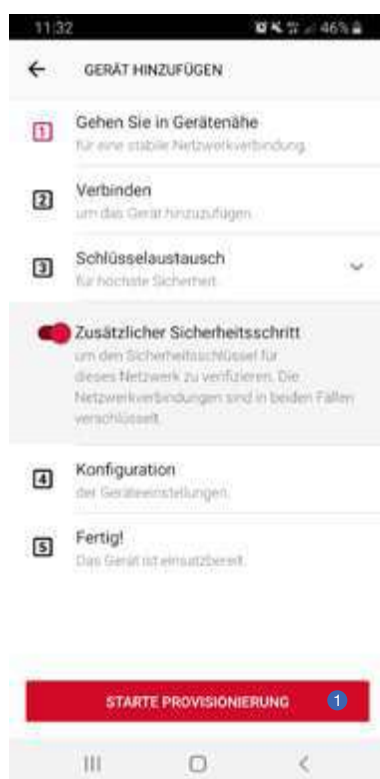 11:32
46%
GERÄT HINZUFÜGEN
1
Gehen Sie in Gerätenähe
für eine stabile Netzwerkverbindung.
2
Verbinden
um das Gerät hinzuzufügen.
3
Schlüsselaustausch
für höchste Sicherheit.
Zusätzlicher Sicherheitsschritt
um den Sicherheitsschlüssel für
dieses Netzwerk zu verifizieren. Die
Netzwerkverbindungen sind in beiden Fällen
verschlüsselt.
4
Konfiguration
der Geräteeinstellungen.
5
Fertig!
Das Gerät ist einsatzbereit.
STARTE PROVISIONIERUNG
1